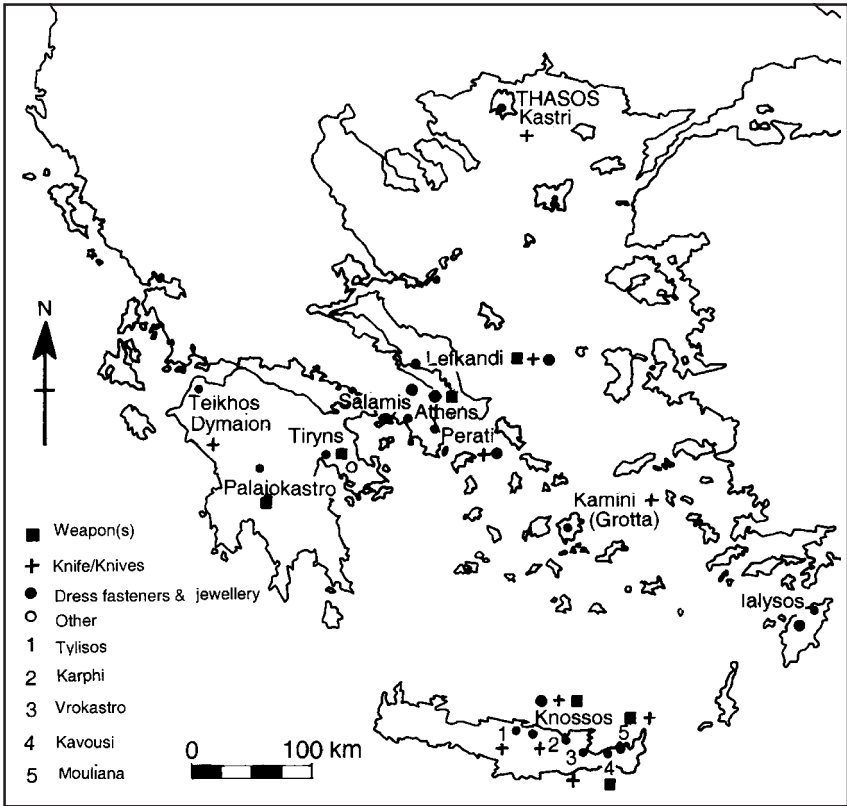 THASOS
Kastri
N
Lefkandi
Salamis
Athens
Teikhos
Dymaion
Tiryns
Perati
Palaiokastro
Kamini
(Grotta)
Weapon(s)
Knife/Knives
Dress fasteners & jewellery
Other
Ialysos
1 Tylisos
2 Karphi
3 Vrokastro
4 Kavousi
5 Mouliana
Knossos
1
2
3
4
5
0 100 km